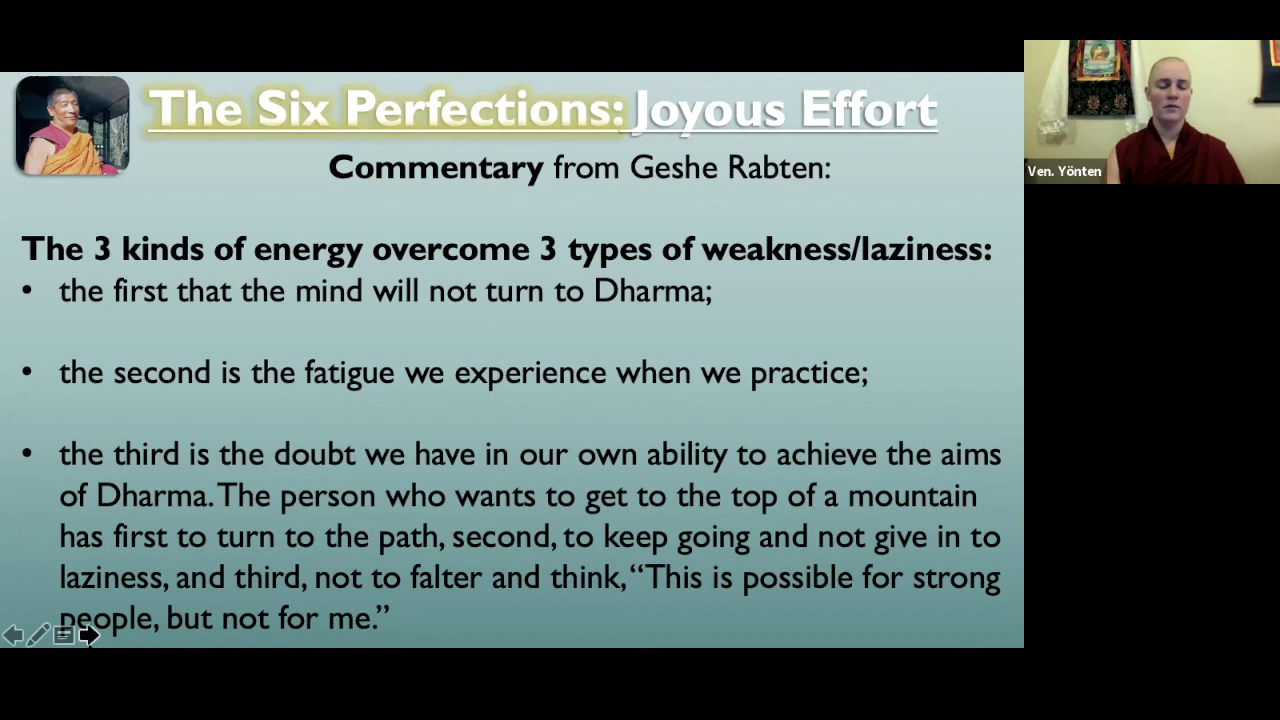 The Six Perfections: Joyous Effort
Commentary from Geshe Rabten:
The 3 kinds of energy overcome 3 types of weakness/laziness:
• the first that the mind will not turn to Dharma;
• the second is the fatigue we experience when we practice;
• the third is the doubt we have in our own ability to achieve the aims
of Dharma. The person who wants to get to the top of a mountain
has first to turn to the path, second, to keep going and not give in to
laziness, and third, not to falter and think, “This is possible for strong
people, but not for me.”
Ven. Yönten